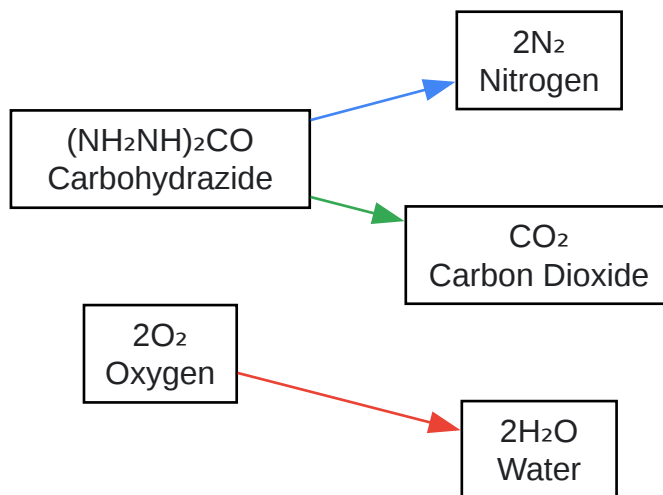 2N₂
Nitrogen
(NH₂NH)₂CO
Carbohydrazide
CO₂
Carbon Dioxide
2O₂
Oxygen
2H₂O
Water